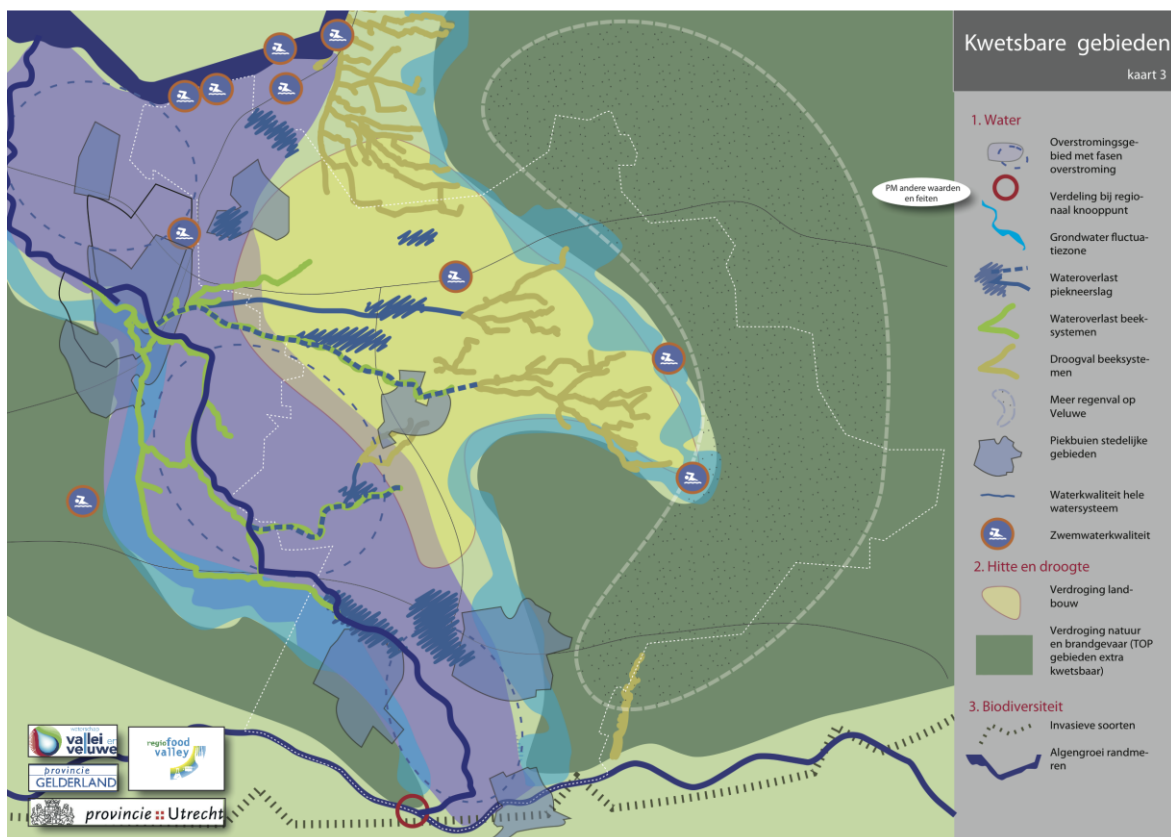 Kwetsbare gebieden
kaart 3
1. Water
Overstromingsge-
bied met fasen
overstroming
PM andere waarden
en feiten
Verdeling bij regio-
naal knooppunt
Grondwater fluctua-
tiezone
Wateroverlast
piekneerslag
Wateroverlast beek-
systemen
Droogval beeksyste-
men
Meer regenval op
Veluwe
Piekbuien stedelijke
gebieden
Waterkwaliteit hele
watersysteem
Zwemwaterkwaliteit
2. Hitte en droogte
Verdroging land-
bouw
Verdroging natuur
en brandgevaar (TOP
gebieden extra
kwetsbaar)
3. Biodiversiteit
Invasieve soorten
Algengroei randme-
ren
waterschap
vallei en
veluwe
regio food
valley
provincie
GELDERLAND
provincie Utrecht